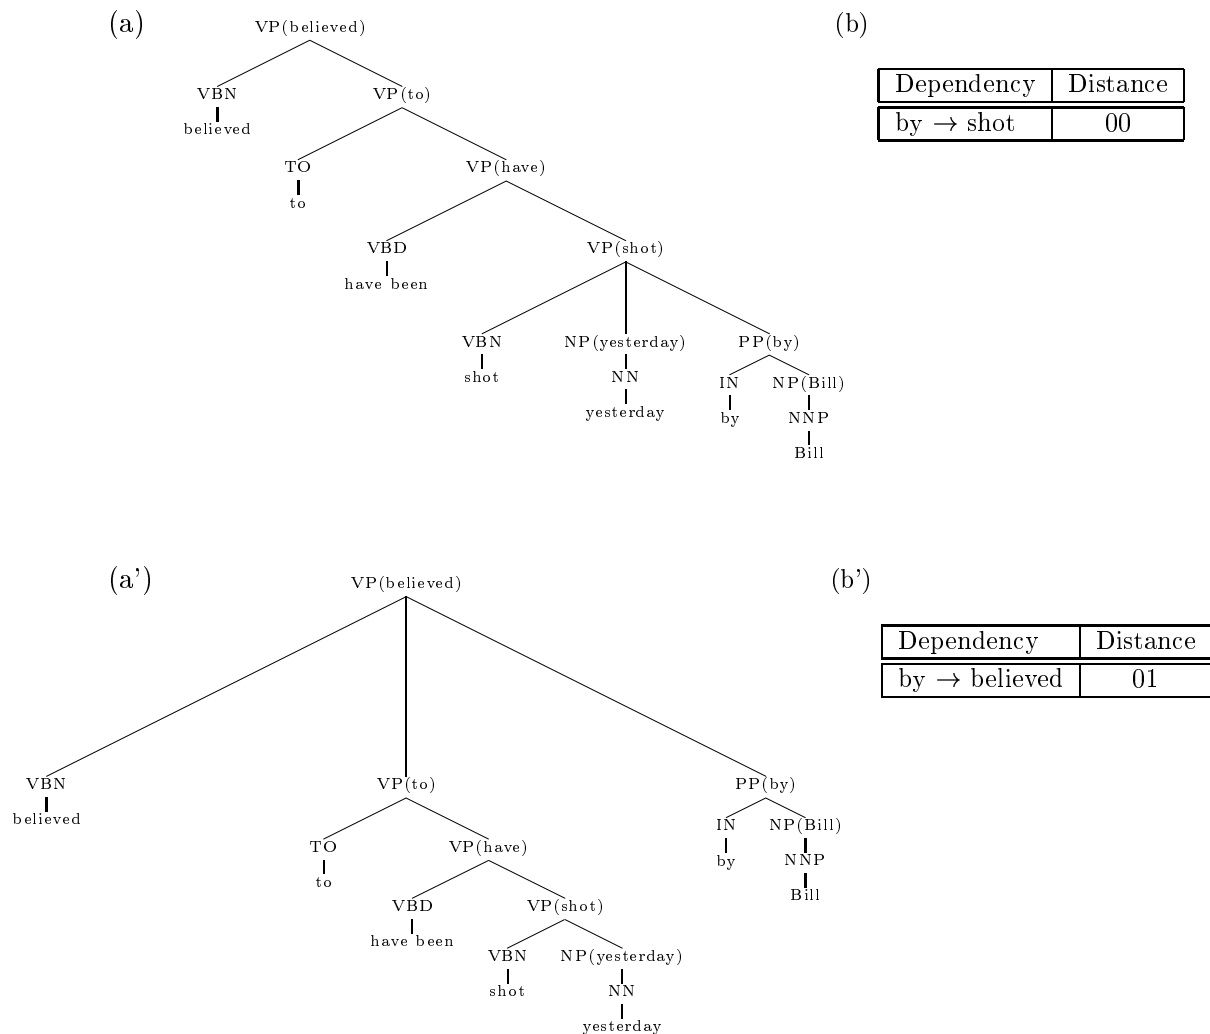 (a)
(b)
VP(believed)
Dependency Distance
VBN VP(to)
by → shot 00
believed
TO VP(have)
to
VBD VP(shot)
have been
VBN NP(yesterday) PP(by)
shot NN IN NP(Bill)
yesterday by NNP
Bill
(a') VP(believed) (b')
Dependency Distance
by → believed 01
VBN VP(to) PP(by)
believed
TO VP(have) IN NP(Bill)
to by NNP
Bill
VBD VP(shot)
have been
VBN NP(yesterday)
shot NN
yesterday